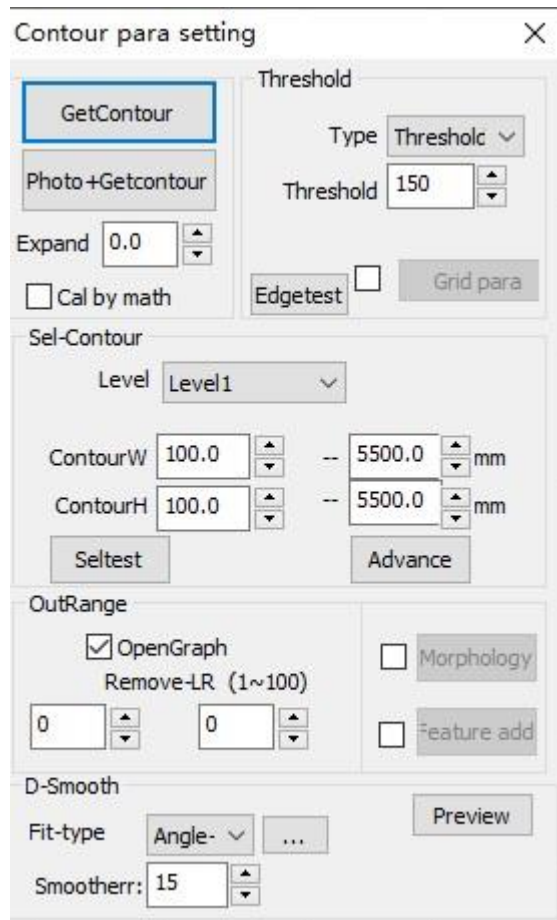 Contour para setting
GetContour
Photo+Getcontour
Expand 0.0
Cal by math
Threshold
Type Threshold
Threshold 150
Edgetest
Grid para
Sel-Contour
Level Level1
ContourW 100.0 -- 5500.0 mm
ContourH 100.0 -- 5500.0 mm
Seltest
Advance
OutRange
OpenGraph
Remove-LR (1~100)
0 0
Morphology
Feature add
D-Smooth
Fit-type Angle- ...
Smootherr: 15
Preview